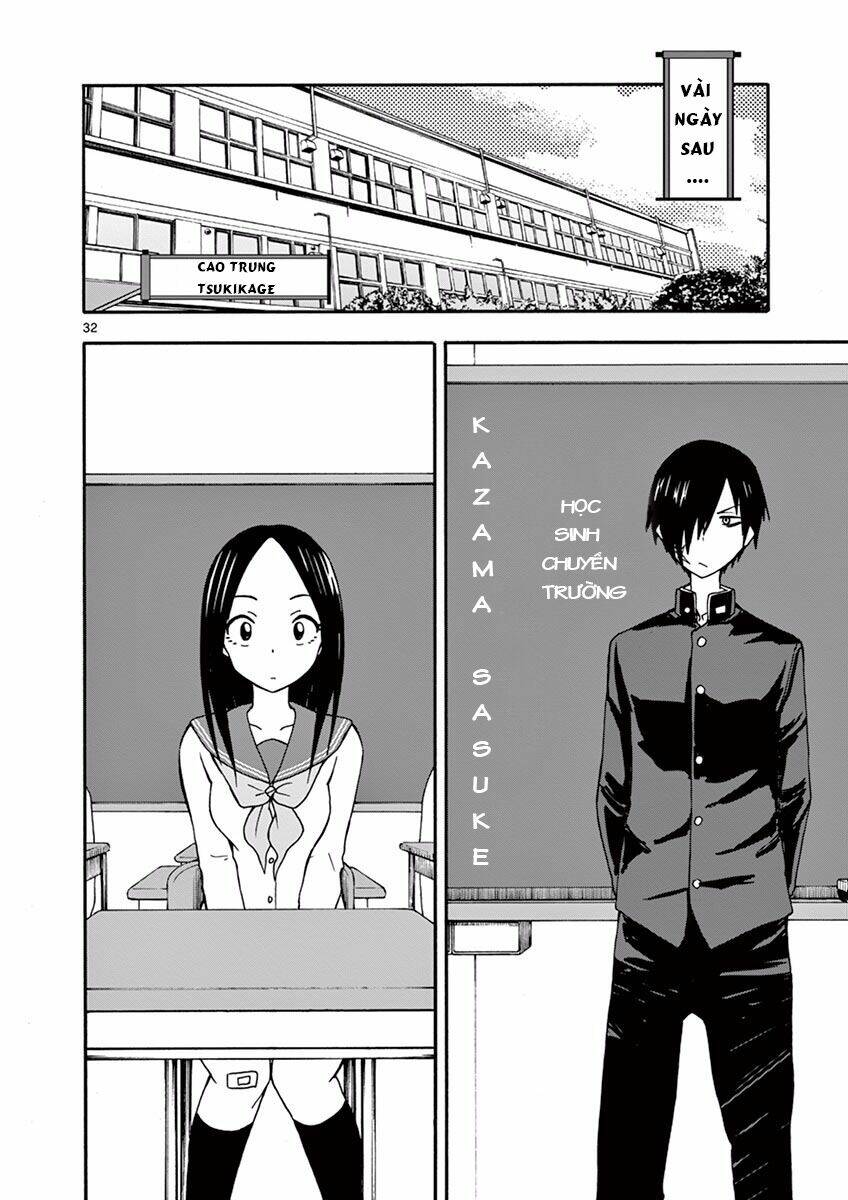 VÀI
NGÀY
SAU
....
CAO TRUNG
TSUKIKAGE
32
KAZAMA SASUKE
HỌC
SINH
CHUYỂN
TRƯỜNG